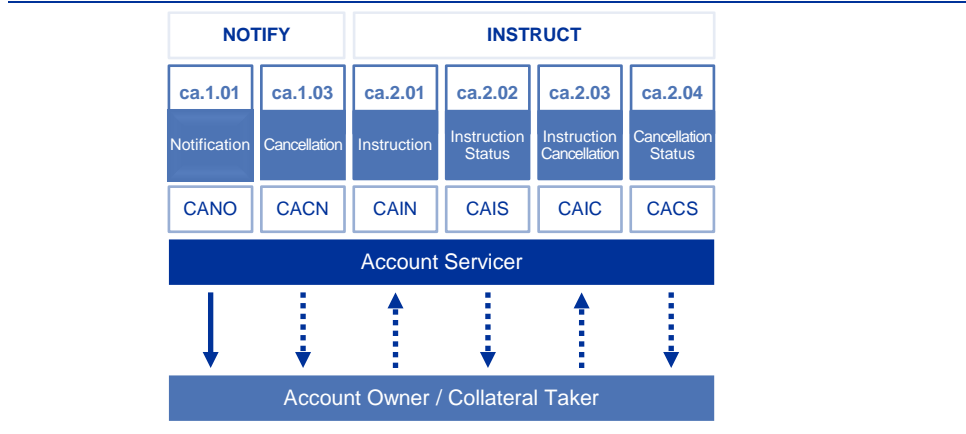 NOTIFY INSTRUCT
ca.1.01 ca.1.03 ca.2.01 ca.2.02 ca.2.03 ca.2.04
Notification Cancellation Instruction Instruction Status Instruction Cancellation Cancellation Status
CANO CACN CAIN CAIS CAIC CACS
Account Servicer
Account Owner / Collateral Taker